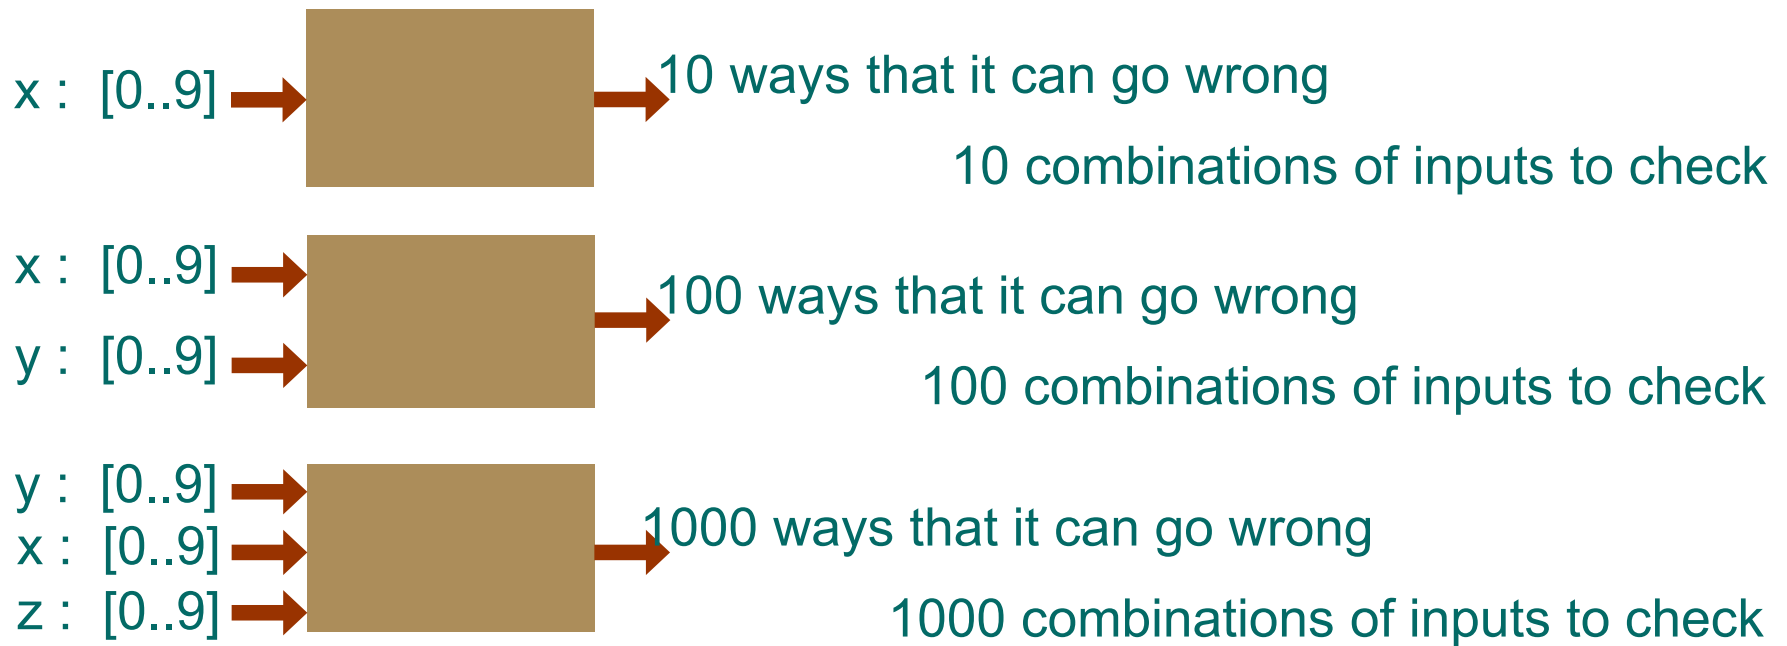 x : [0..9]
10 ways that it can go wrong
10 combinations of inputs to check
x : [0..9]
100 ways that it can go wrong
y : [0..9]
100 combinations of inputs to check
y : [0..9]
1000 ways that it can go wrong
x : [0..9]
z : [0..9]
1000 combinations of inputs to check